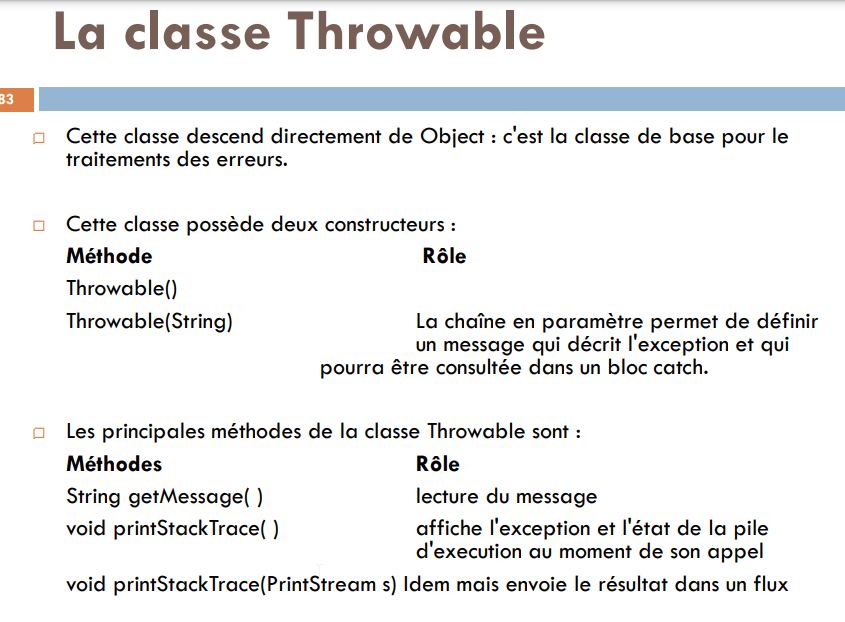 La classe Throwable
83
Cette classe descend directement de Object : c'est la classe de base pour le
traitements des erreurs.
Cette classe possède deux constructeurs :
Méthode Rôle
Throwable()
Throwable(String) La chaîne en paramètre permet de définir
un message qui décrit l'exception et qui
pourra être consultée dans un bloc catch.
Les principales méthodes de la classe Throwable sont :
Méthodes Rôle
String getMessage( ) lecture du message
void printStackTrace( ) affiche l'exception et l'état de la pile
d'execution au moment de son appel
void printStackTrace(PrintStream s) Idem mais envoie le résultat dans un flux